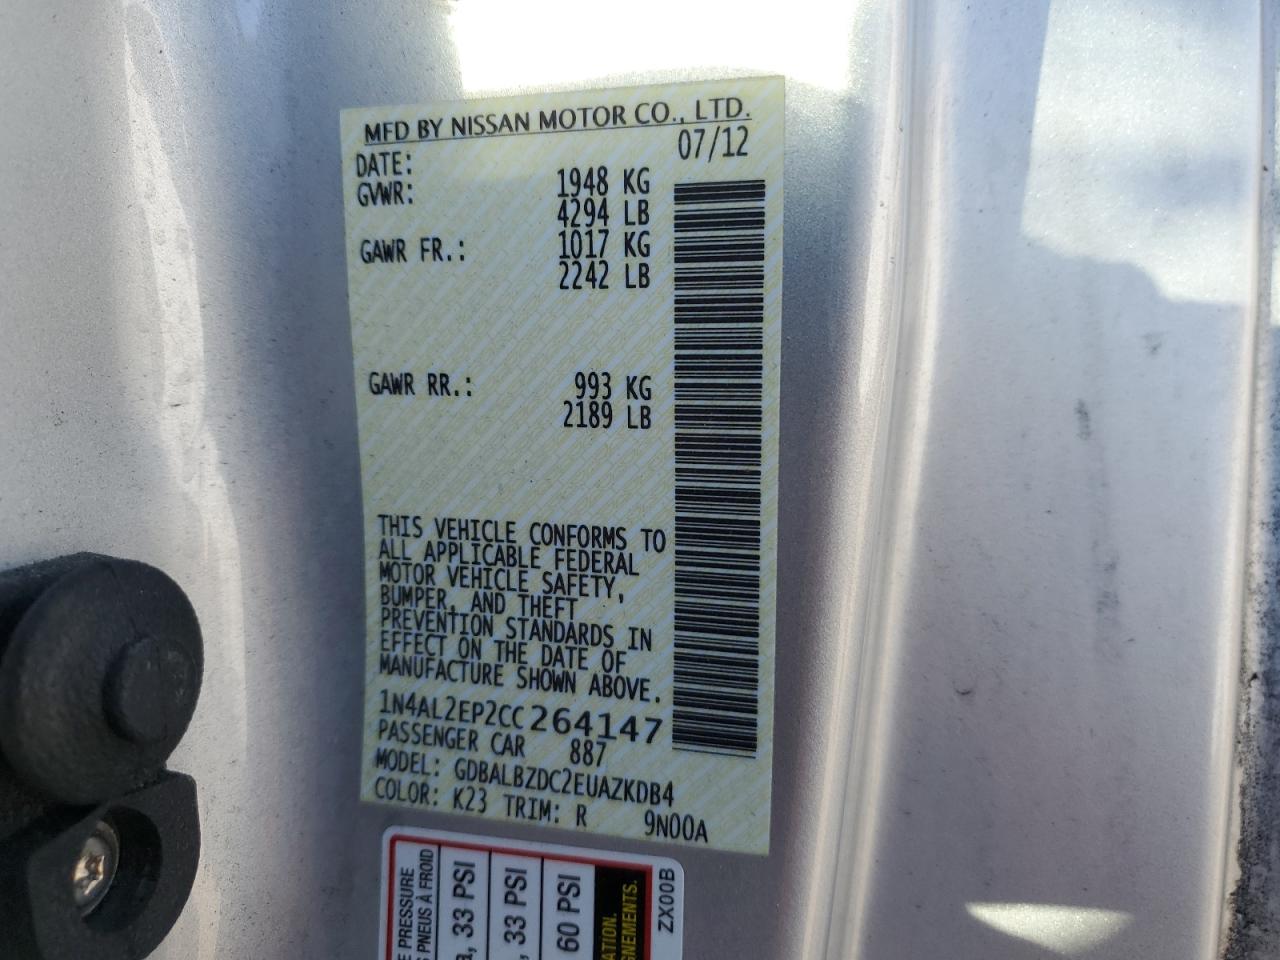 MFD BY NISSAN MOTOR CO., LTD.
DATE: 07/12
GVWR: 1948 KG
4294 LB
GAWR FR.: 1017 KG
2242 LB
GAWR RR.: 993 KG
2189 LB
THIS VEHICLE CONFORMS TO
ALL APPLICABLE FEDERAL
MOTOR VEHICLE SAFETY,
BUMPER, AND THEFT
PREVENTION STANDARDS IN
EFFECT ON THE DATE OF
MANUFACTURE SHOWN ABOVE.
1N4AL2EP2CC264147
PASSENGER CAR 887
MODEL: GDBALBZDC2EUAZKDB4
COLOR: K23 TRIM: R 9N00A
PRESSURE
PNEUS À FROID
33 PSI
33 PSI
60 PSI
ZX00B